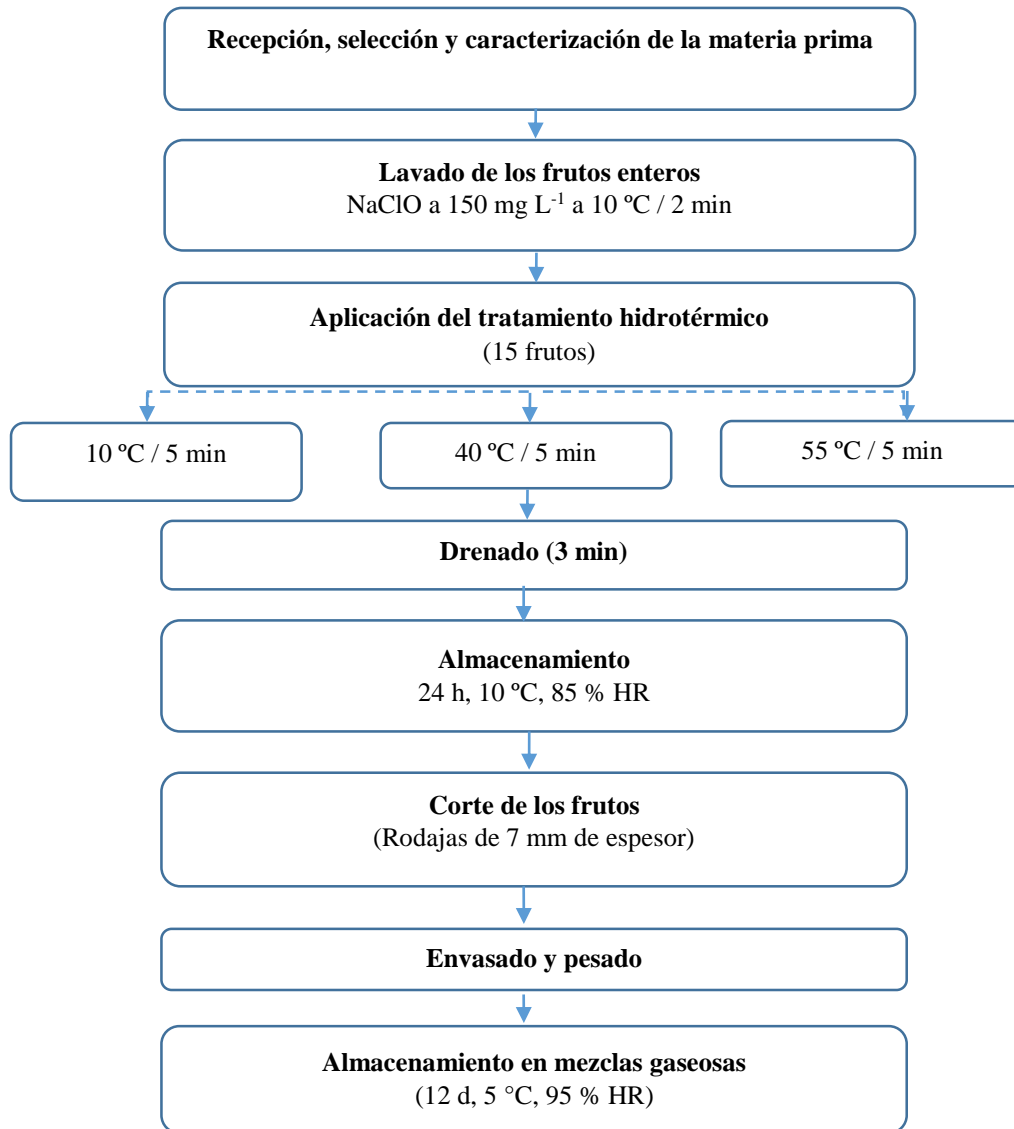 Recepción, selección y caracterización de la materia prima
Lavado de los frutos enteros
NaClO a 150 mg L⁻¹ a 10 ºC / 2 min
Aplicación del tratamiento hidrotérmico
(15 frutos)
10 ºC / 5 min
40 ºC / 5 min
55 ºC / 5 min
Drenado (3 min)
Almacenamiento
24 h, 10 ºC, 85 % HR
Corte de los frutos
(Rodajas de 7 mm de espesor)
Envasado y pesado
Almacenamiento en mezclas gaseosas
(12 d, 5 °C, 95 % HR)